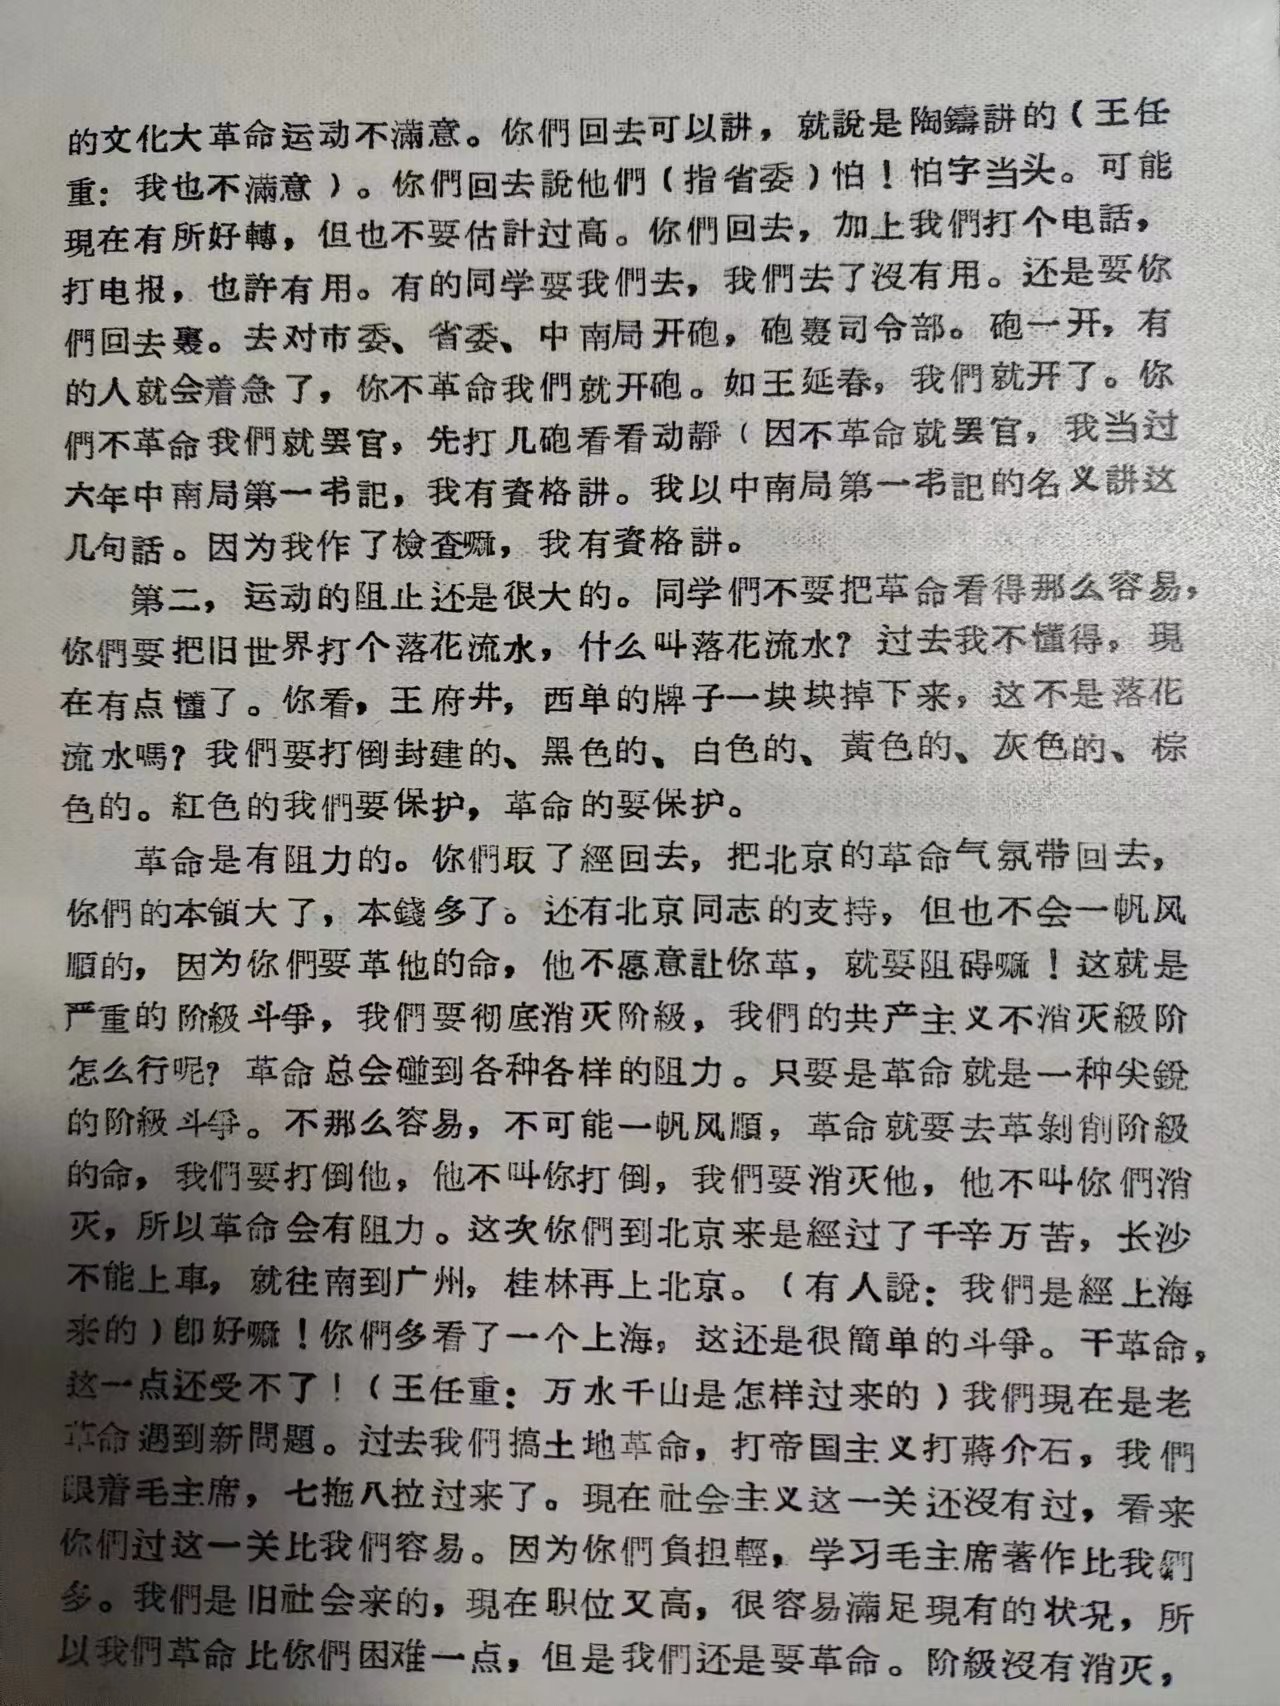 的文化大革命运动不滿意。你們回去可以講，就說是陶鑄講的（王任
重：我也不滿意）。你們回去說他們（指省委）怕！怕字当头。可能
現在有所好轉，但也不要估計过高。你們回去，加上我們打个电話，
打电报，也許有用。有的同学要我們去，我們去了沒有用。还是要你
們回去轟。去对市委、省委、中南局开砲，砲轟司令部。砲一开，有
的人就会着急了，你不革命我們就开砲。如王延春，我們就开了。你
們不革命我們就罢官，先打几砲看看动靜（因不革命就罢官，我当过
六年中南局第一书記，我有資格講。我以中南局第一书記的名义講这
几句話。因为我作了檢查嘛，我有資格講。
第二，运动的阻止还是很大的。同学們不要把革命看得那么容易，
你們要把旧世界打个落花流水，什么叫落花流水？过去我不懂得，現
在有点懂了。你看，王府井，西单的牌子一块块掉下来，这不是落花
流水嗎？我們要打倒封建的、黑色的、白色的、黃色的、灰色的、棕
色的。紅色的我們要保护，革命的要保护。
革命是有阻力的。你們取了經回去，把北京的革命气氛带回去，
你們的本領大了，本錢多了。还有北京同志的支持，但也不会一帆风
順的，因为你們要革他的命，他不愿意让你革，就要阻碍嘛！这就是
严重的阶級斗爭，我們要彻底消灭阶級，我們的共产主义不消灭級阶
怎么行呢？革命总会碰到各种各样的阻力。只要是革命就是一种尖銳
的阶級斗爭。不那么容易，不可能一帆风順，革命就要去革剝削阶級
的命，我們要打倒他，他不叫你打倒，我們要消灭他，他不叫你們消
灭，所以革命会有阻力。这次你們到北京来是經过了千辛万苦，长沙
不能上車，就往南到广州，桂林再上北京。（有人說：我們是經上海
来的）卽好嘛！你們多看了一个上海，这还是很簡单的斗爭。干革命，
这一点还受不了！（王任重：万水千山是怎样过来的）我們現在是老
革命遇到新問題。过去我們搞土地革命，打帝国主义打蔣介石，我們
跟着毛主席，七拖八拉过来了。現在社会主义这一关还沒有过，看来
你們过这一关比我們容易。因为你們負担輕，学习毛主席著作比我們
多。我們是旧社会来的，現在职位又高，很容易滿足現有的状况，所
以我們革命比你們困难一点，但是我們还是要革命。阶級沒有消灭，